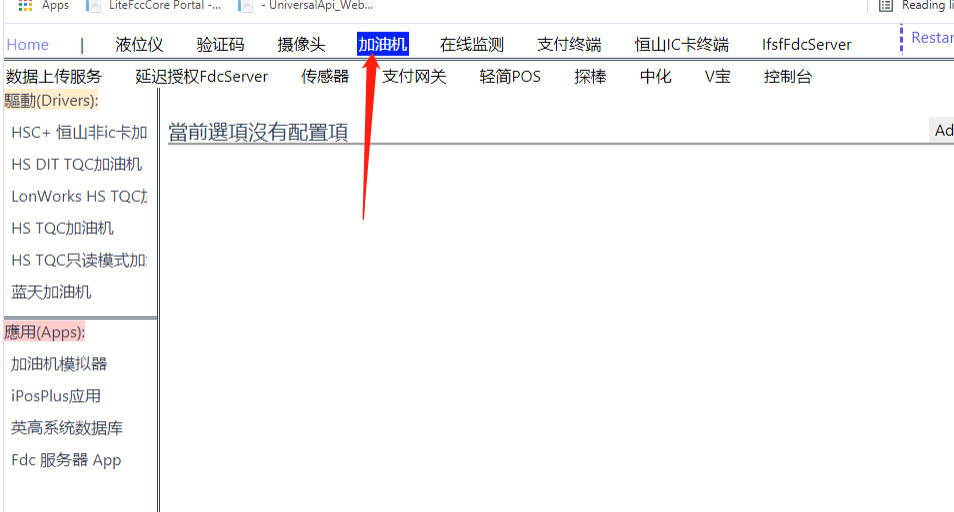 Apps LiteFccCore Portal -... - UniversalApi_Web... Reading li
Home | 液位仪 验证码 摄像头 加油机 在线监测 支付终端 恒山IC卡终端 IfsfFdcServer Restar
数据上传服务 延迟授权FdcServer 传感器 支付网关 轻简POS 探棒 中化 V宝 控制台
驅動(Drivers):
HSC+ 恒山非ic卡加
當前選項沒有配置項 Ad
HS DIT TQC加油机
LonWorks HS TQC加
HS TQC加油机
HS TQC只读模式加
蓝天加油机
應用(Apps):
加油机模拟器
iPosPlus应用
英高系统数据库
Fdc 服务器 App